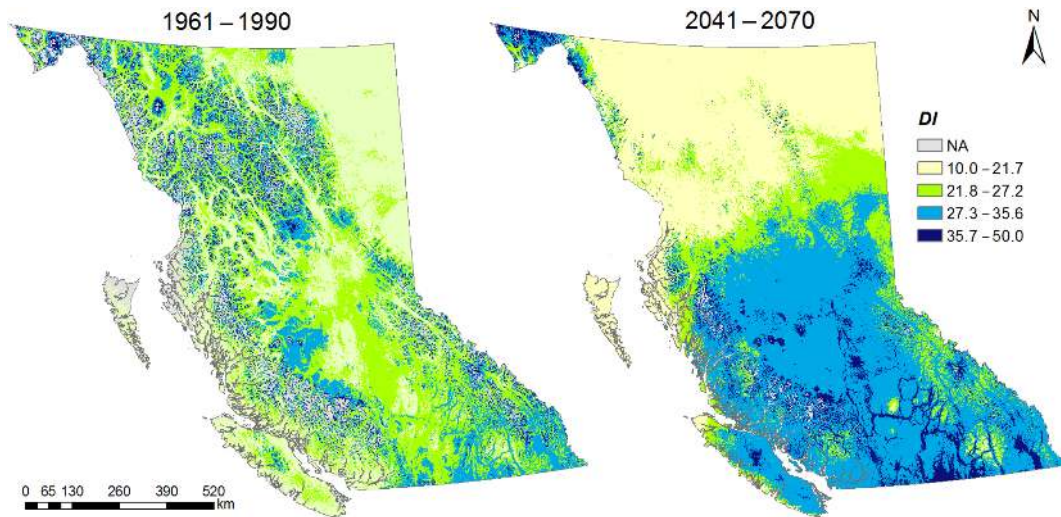 1961 – 1990
2041 – 2070
N
DI
NA
10.0 – 21.7
21.8 – 27.2
27.3 – 35.6
35.7 – 50.0
0 65 130 260 390 520
km